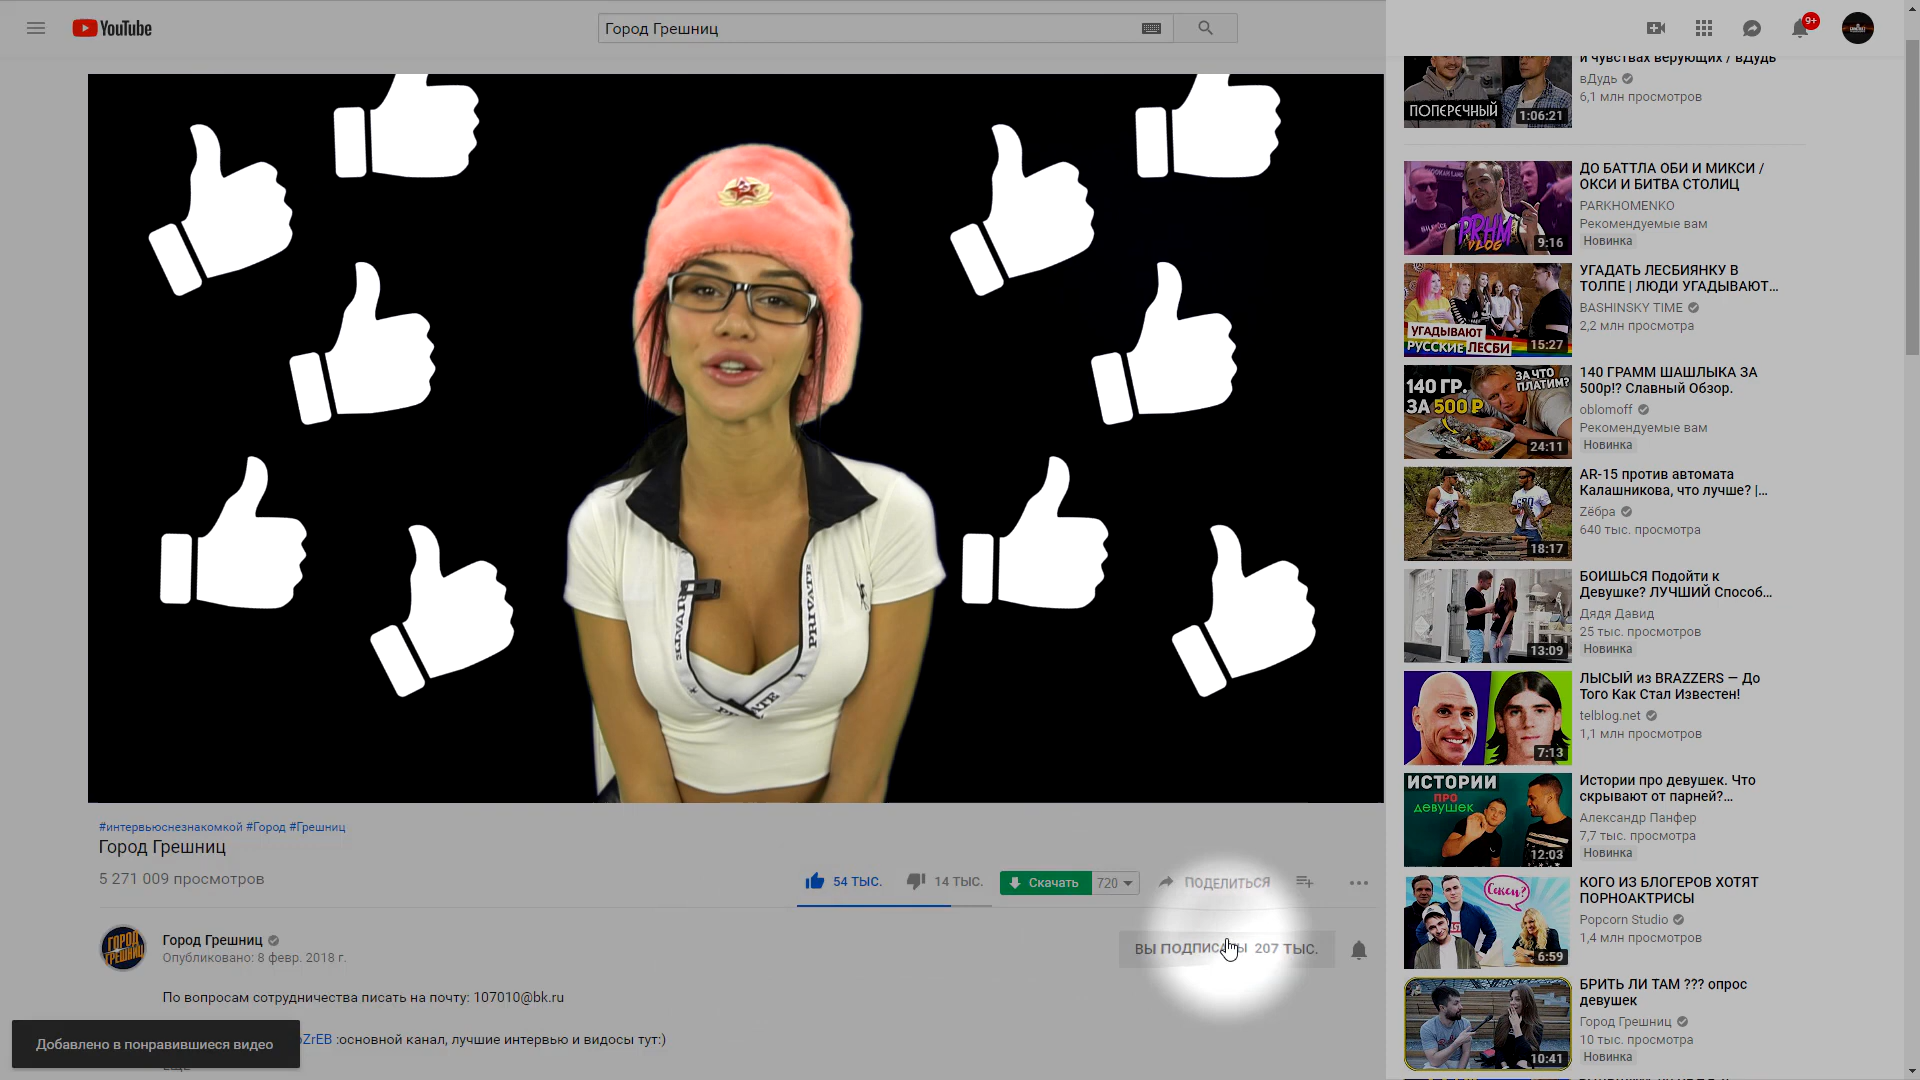 YouTube
Город Грешниц
9+
PRIVATE
PRIVATE
#интервьюснезнакомкой #Город #Грешниц
Город Грешниц
5 271 009 просмотров
54 ТЫС.
14 ТЫС.
Скачать
720
ПОДЕЛИТЬСЯ
ГОРОД ГРЕШНИЦ
Город Грешниц
Опубликовано: 8 февр. 2018 г.
207 ТЫС.
По вопросам сотрудничества писать на почту: 107010@bk.ru
ZrEB :основной канал, лучшие интервью и видосы тут:)
Добавлено в понравившиеся видео
и чувствах верующих / вДудь
вДудь
6,1 млн просмотров
ПОПЕРЕЧНЫЙ
1:06:21
ДО БАТТЛА ОБИ И МИКСИ /
ОКСИ И БИТВА СТОЛИЦ
PARKHOMENKO
Рекомендуемые вам
Новинка
PRHM
VLOG
9:16
УГАДАТЬ ЛЕСБИЯНКУ В
ТОЛПЕ | ЛЮДИ УГАДЫВАЮТ...
BASHINSKY TIME
2,2 млн просмотра
УГАДЫВАЮТ
РУССКИЕ ЛЕСБИ
15:27
140 ГРАММ ШАШЛЫКА ЗА
500р!? Славный Обзор.
oblomoff
Рекомендуемые вам
Новинка
140 ГР.
ЗА 500 ₽
ЗА ЧТО
ПЛАТИМ?
24:11
AR-15 против автомата
Калашникова, что лучше? |...
Zёбра
640 тыс. просмотра
18:17
БОИШЬСЯ Подойти к
Девушке? ЛУЧШИЙ Способ...
Дядя Давид
25 тыс. просмотров
Новинка
13:09
ЛЫСЫЙ из BRAZZERS — До
Того Как Стал Известен!
telblog.net
1,1 млн просмотров
7:13
Истории про девушек. Что
скрывают от парней?...
Александр Панфер
7,7 тыс. просмотра
Новинка
ИСТОРИИ
ПРО
девушек
12:03
КОГО ИЗ БЛОГЕРОВ ХОТЯТ
ПОРНОАКТРИСЫ
Popcorn Studio
1,4 млн просмотров
Секси?
6:59
БРИТЬ ЛИ ТАМ ??? опрос
девушек
Город Грешниц
10 тыс. просмотра
Новинка
10:41